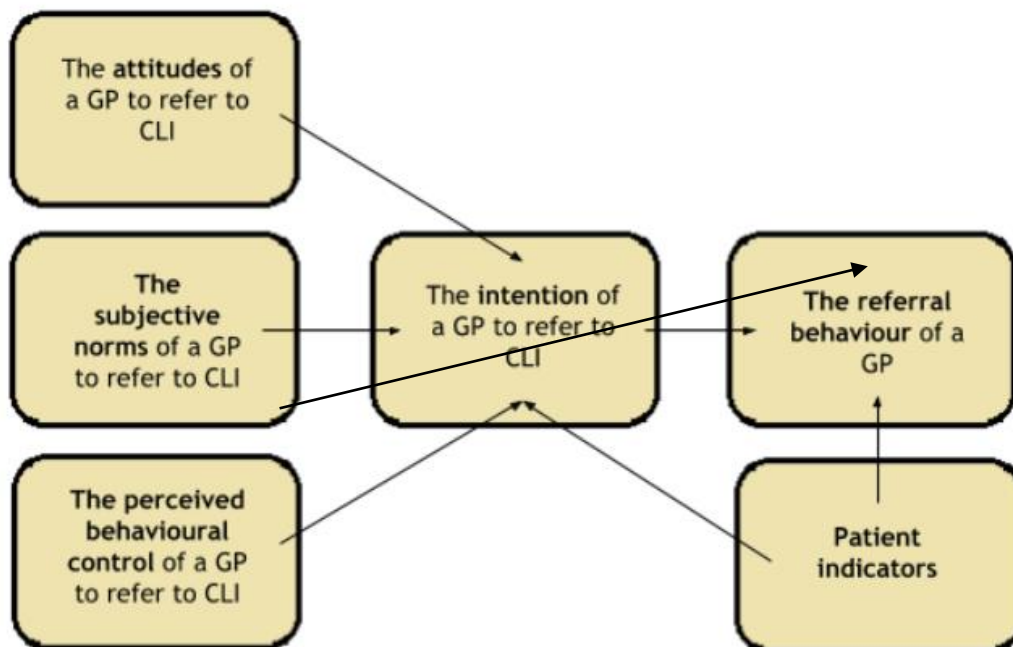 The attitudes of
a GP to refer to
CLI
The
subjective
norms of a GP
to refer to CLI
The intention of
a GP to refer to
CLI
The referral
behaviour of a
GP
The perceived
behavioural
control of a GP
to refer to CLI
Patient
indicators